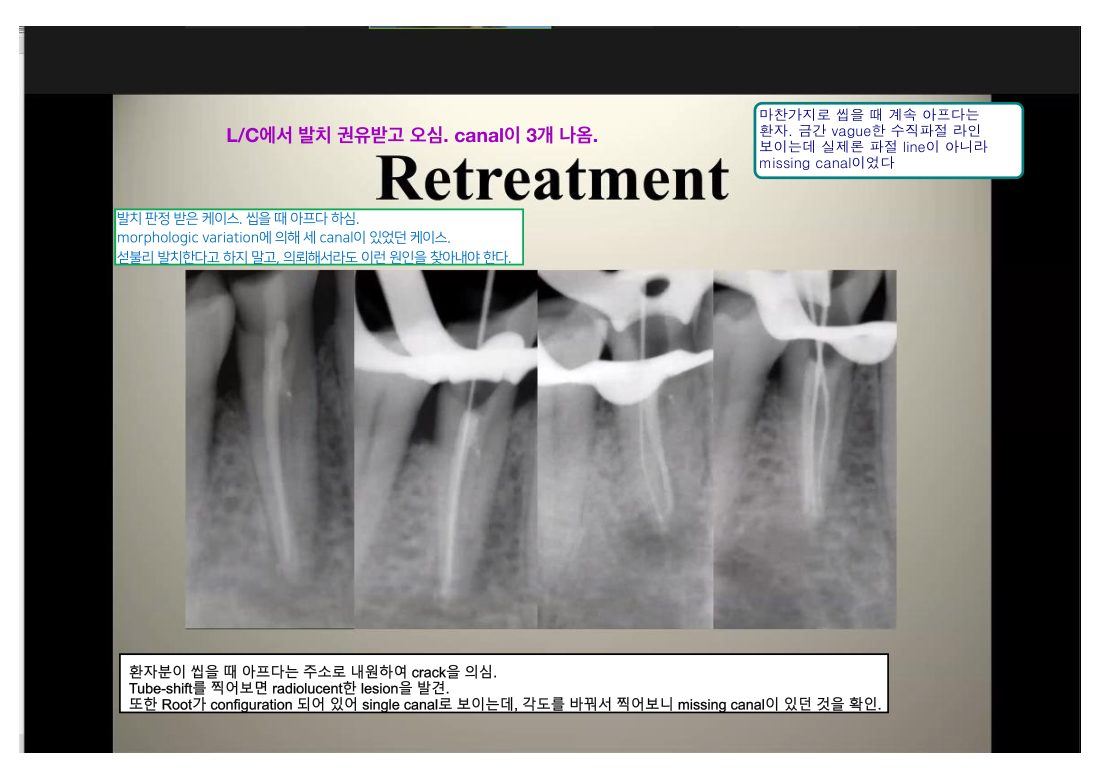 L/C에서 발치 권유받고 오심. canal이 3개 나옴.
마찬가지로 씹을 때 계속 아프다는
환자. 금간 vague한 수직파절 라인
보이는데 실제론 파절 line이 아니라
missing canal이었다
Retreatment
발치 판정 받은 케이스. 씹을 때 아프다 하심.
morphologic variation에 의해 세 canal이 있었던 케이스.
섣불리 발치한다고 하지 말고, 의뢰해서라도 이런 원인을 찾아내야 한다.
환자분이 씹을 때 아프다는 주소로 내원하여 crack을 의심.
Tube-shift를 찍어보면 radiolucent한 lesion을 발견.
또한 Root가 configuration 되어 있어 single canal로 보이는데, 각도를 바꿔서 찍어보니 missing canal이 있던 것을 확인.